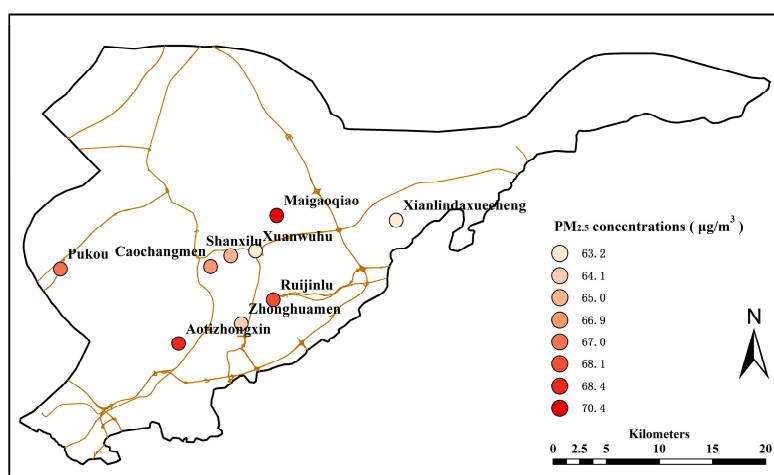 Maigaoqiao
Xianlindaxuecheng
Shanxilu
Xuanwuhu
Caochangmen
Pukou
Ruijinlu
Zhonghuamen
Aotizhongxin
PM2.5 concentrations ( μg/m3 )
63.2
64.1
65.0
66.9
67.0
68.1
68.4
70.4
N
Kilometers
0 2.5 5 10 15 20